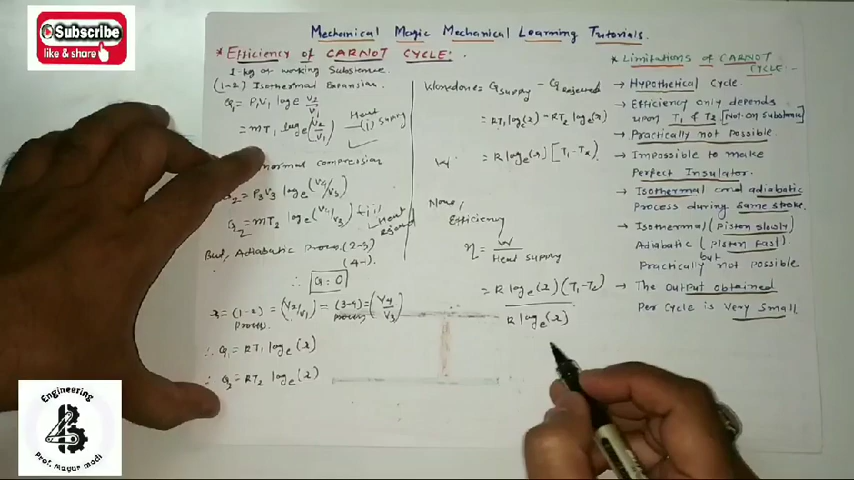 Subscribe
like & share
Mechanical Magic Mechanical Learning Tutorials.
* Efficiency of CARNOT CYCLE:-
1-kg of working Substance
(1-2) Isothermal Expansion.
Q1 = P1V1 loge V2/V1
= mT1 loge (V2/V1) —(i) Heat Supply
compression
Q2 = P3V3 loge (V4/V3)
Q2 = mT2 loge (V4/V3) Heat
But, Adiabatic Process (2-3)
(4-
∴ Q = 0
= (1-2) = (V2/V1) = (3-4) = (V4/V3)
∴ Q1 = RT1 loge (r)
∴ Q2 = RT2 loge (r)
Workdone = Qsupply - Qrejected
= RT1 loge(r) - RT2 loge(r)
W = R loge(r) [T1-T2]
Now,
Efficiency
η = W / Heat supply
= R loge(r) (T1-T2)
R loge(r)
* Limitations of CARNOT
CYCLE:-
→ Hypothetical Cycle
→ Efficiency only depends
upon T1 & T2 [Not on Substance]
→ Practically not Possible.
→ Impossible to make
Perfect Insulator.
→ Isothermal and adiabatic
Process during same stroke.
→ Isothermal (piston slowly)
Adiabatic (piston fast)
but
Practically not possible.
→ The output obtained
Per cycle is very small
Engineering
Prof. Mayur modi